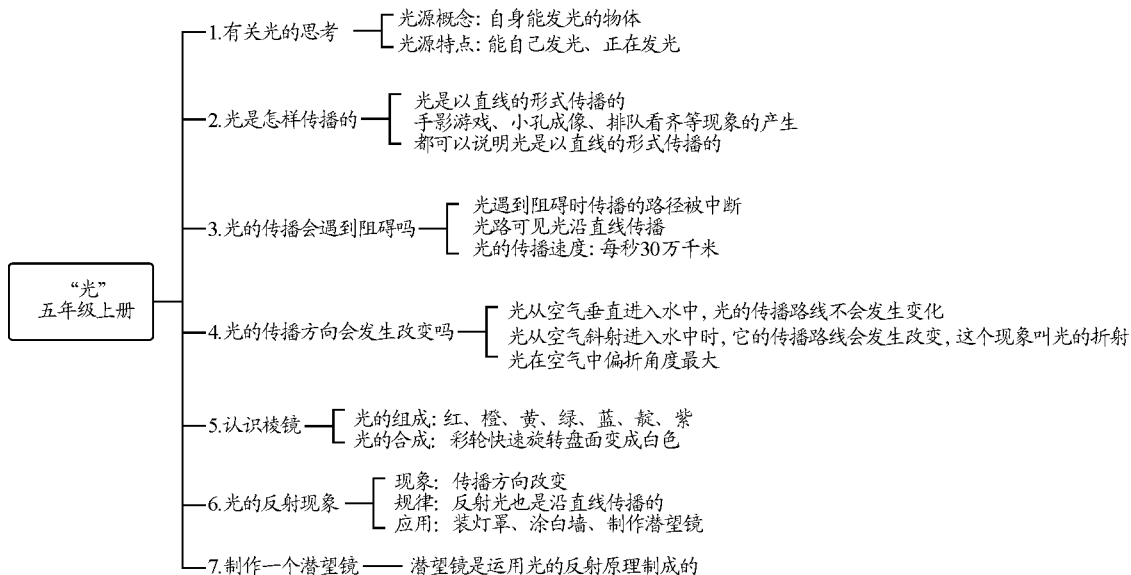 “光”
五年级上册
1.有关光的思考
光源概念：自身能发光的物体
光源特点：能自己发光、正在发光
2.光是怎样传播的
光是以直线的形式传播的
手影游戏、小孔成像、排队看齐等现象的产生
都可以说明光是以直线的形式传播的
3.光的传播会遇到阻碍吗
光遇到阻碍时传播的路径被中断
光路可见光沿直线传播
光的传播速度：每秒30万千米
4.光的传播方向会发生改变吗
光从空气垂直进入水中，光的传播路线不会发生变化
光从空气斜射进入水中时，它的传播路线会发生改变，这个现象叫光的折射
光在空气中偏折角度最大
5.认识棱镜
光的组成：红、橙、黄、绿、蓝、靛、紫
光的合成：彩轮快速旋转盘面变成白色
6.光的反射现象
现象：传播方向改变
规律：反射光也是沿直线传播的
应用：装灯罩、涂白墙、制作潜望镜
7.制作一个潜望镜
潜望镜是运用光的反射原理制成的